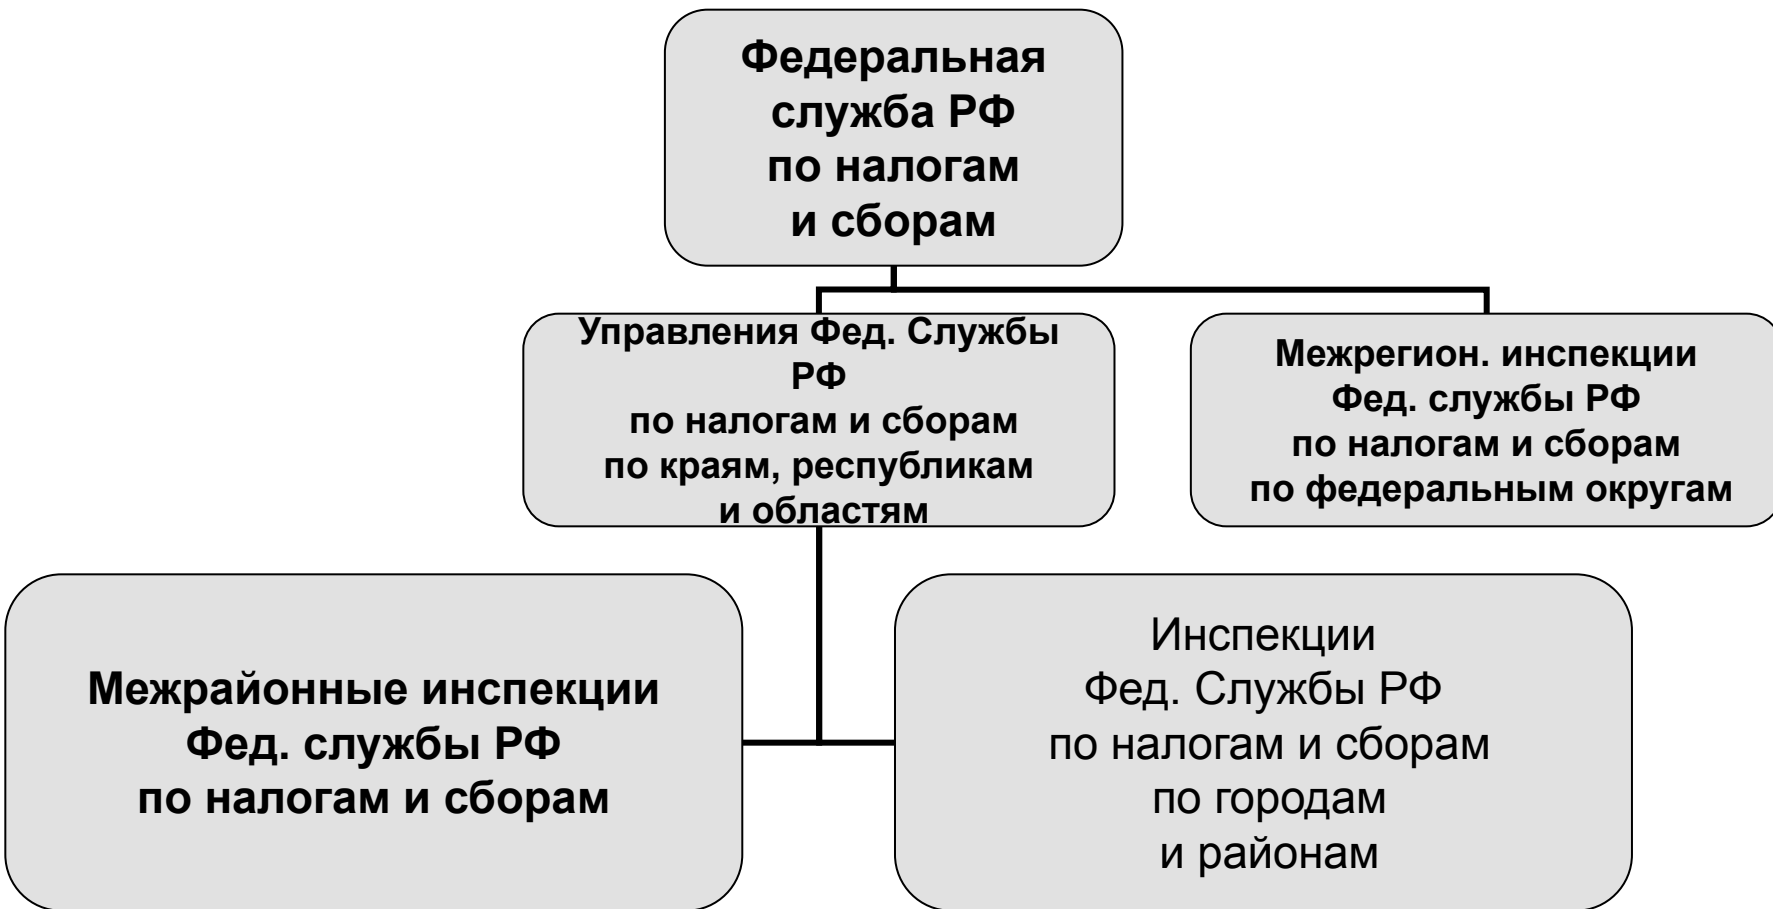 Федеральная
служба РФ
по налогам
и сборам
Управления Фед. Службы
РФ
по налогам и сборам
по краям, республикам
и областям
Межрегион. инспекции
Фед. службы РФ
по налогам и сборам
по федеральным округам
Межрайонные инспекции
Фед. службы РФ
по налогам и сборам
Инспекции
Фед. Службы РФ
по налогам и сборам
по городам
и районам